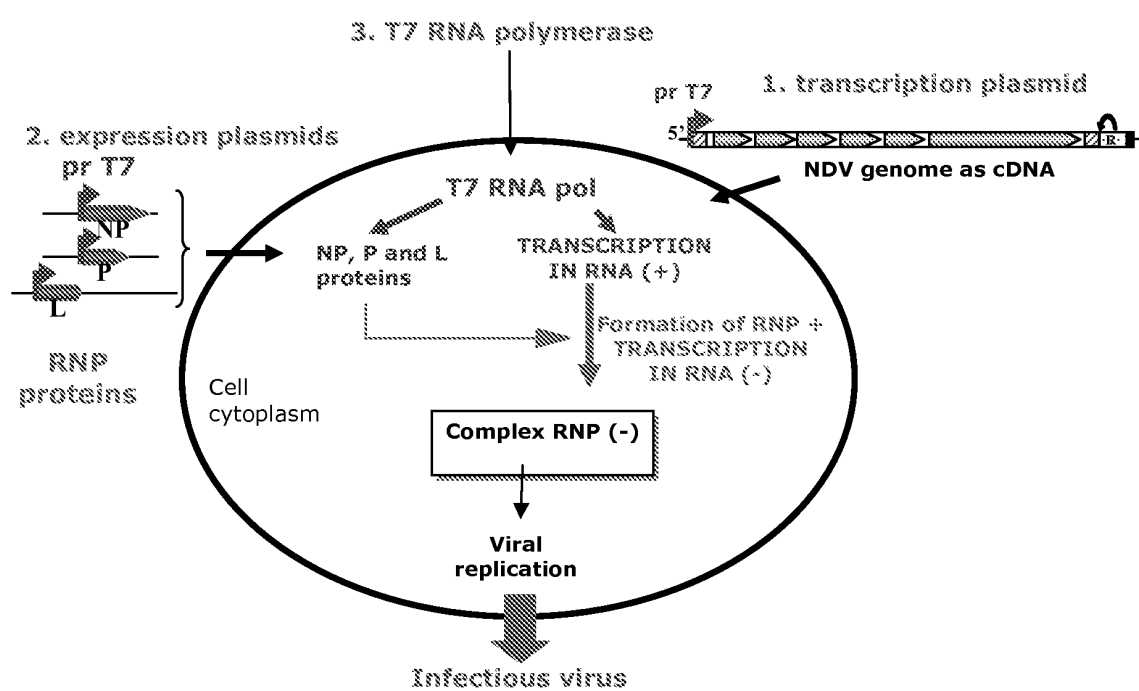 3. T7 RNA polymerase
1. transcription plasmid
pr T7
5'
R
NDV genome as cDNA
2. expression plasmids
pr T7
NP
P
L
RNP
proteins
T7 RNA pol
NP, P and L
proteins
TRANSCRIPTION
IN RNA (+)
Formation of RNP +
TRANSCRIPTION
IN RNA (-)
Cell
cytoplasm
Complex RNP (-)
Viral
replication
Infectious virus